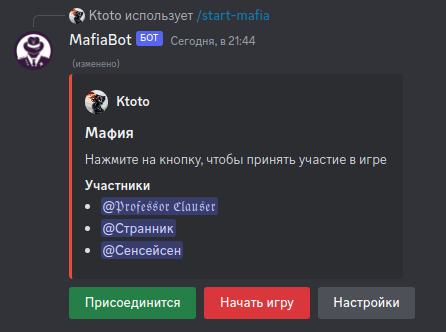 Ktoto использует /start-mafia
MafiaBot БОТ Сегодня, в 21:44
(изменено)
Ktoto
Мафия
Нажмите на кнопку, чтобы принять участие в игре
Участники
@𝔓𝔯𝔬𝔣𝔢𝔰𝔰𝔬𝔯 ℭ𝔩𝔞𝔲𝔰𝔢𝔯
@Странник
@Сенсейсен
Присоединится Начать игру Настройки